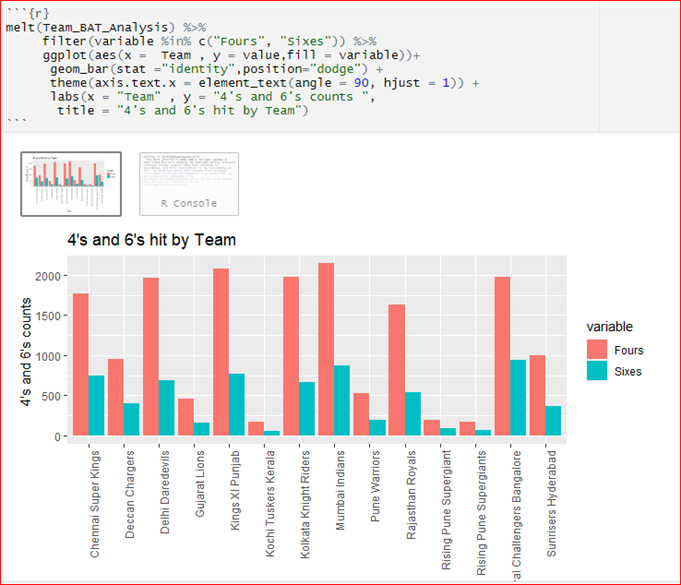 ```{r}
melt(Team_BAT_Analysis) %>%
filter(variable %in% c("Fours", "Sixes")) %>%
ggplot(aes(x =  Team , y = value,fill = variable))+
geom_bar(stat ="identity",position="dodge") +
theme(axis.text.x = element_text(angle = 90, hjust = 1)) +
labs(x = "Team" , y = "4's and 6's counts ",
title = "4's and 6's hit by Team")
```
R Console
4's and 6's hit by Team
4's and 6's counts
2000
1500
1000
500
0
variable
Fours
Sixes
Chennai Super Kings
Deccan Chargers
Delhi Daredevils
Gujarat Lions
Kings XI Punjab
Kochi Tuskers Kerala
Kolkata Knight Riders
Mumbai Indians
Pune Warriors
Rajasthan Royals
Rising Pune Supergiant
Rising Pune Supergiants
al Challengers Bangalore
Sunrisers Hyderabad